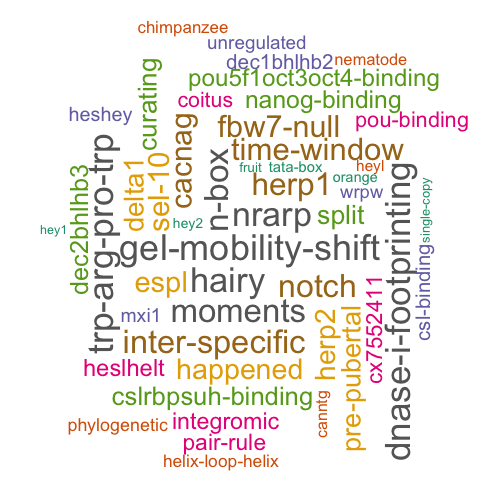 chimpanzee
unregulated
dec1bhlhb2
nematode
pou5f1oct3oct4-binding
curating
coitus
nanog-binding
heshey
cacnag
fbw7-null
pou-binding
time-window
trp-arg-pro-trp
delta1
sel-10
n-box
fruit
tata-box
heyl
herp1
orange
wrpw
dec2bhlhb3
hey1
hey2
nrarp
split
dnase-i-footprinting
single-copy
gel-mobility-shift
espl
hairy
notch
csl-binding
cx7552411
mxi1
moments
herp2
pre-pubertal
inter-specific
heslhelt
happened
cslrbpsuh-binding
canntg
phylogenetic
integromic
pair-rule
helix-loop-helix